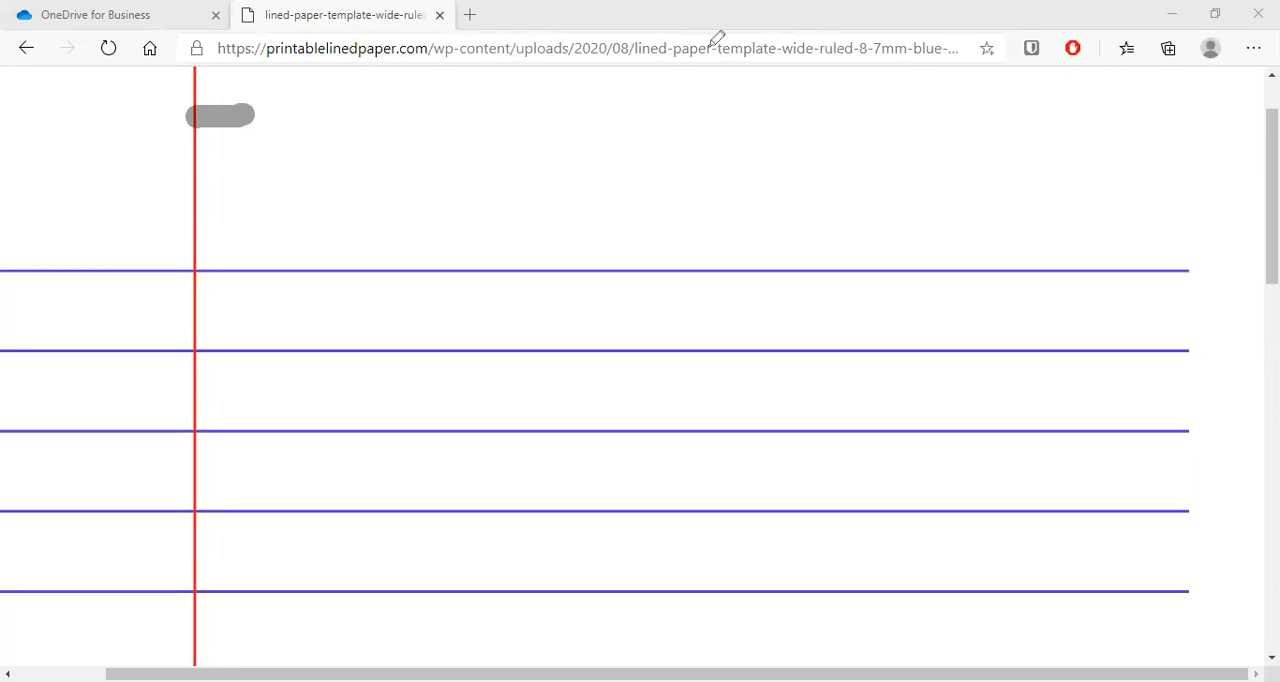 OneDrive for Business
lined-paper-template-wide-rule
https://printablelinedpaper.com/wp-content/uploads/2020/08/lined-paper-template-wide-ruled-8-7mm-blue-...